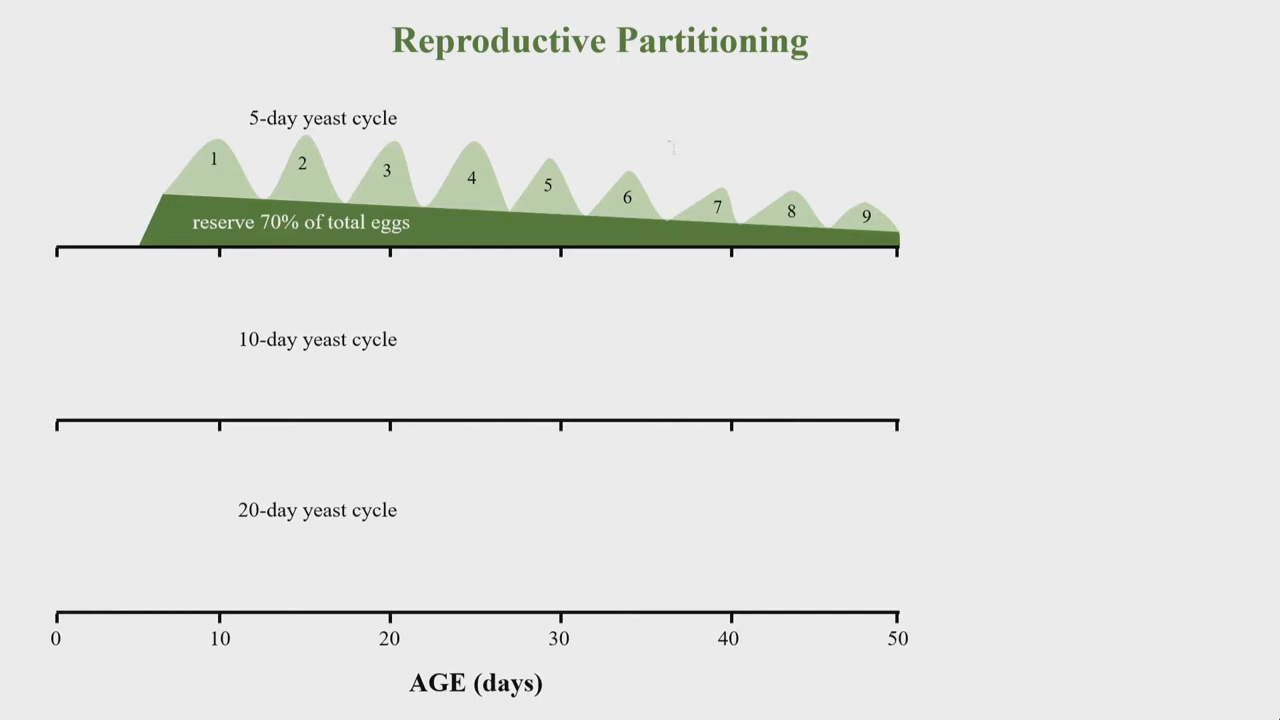 Reproductive Partitioning
5-day yeast cycle
1 2 3 4 5 6 7 8 9
reserve 70% of total eggs
10-day yeast cycle
20-day yeast cycle
0 10 20 30 40 50
AGE (days)